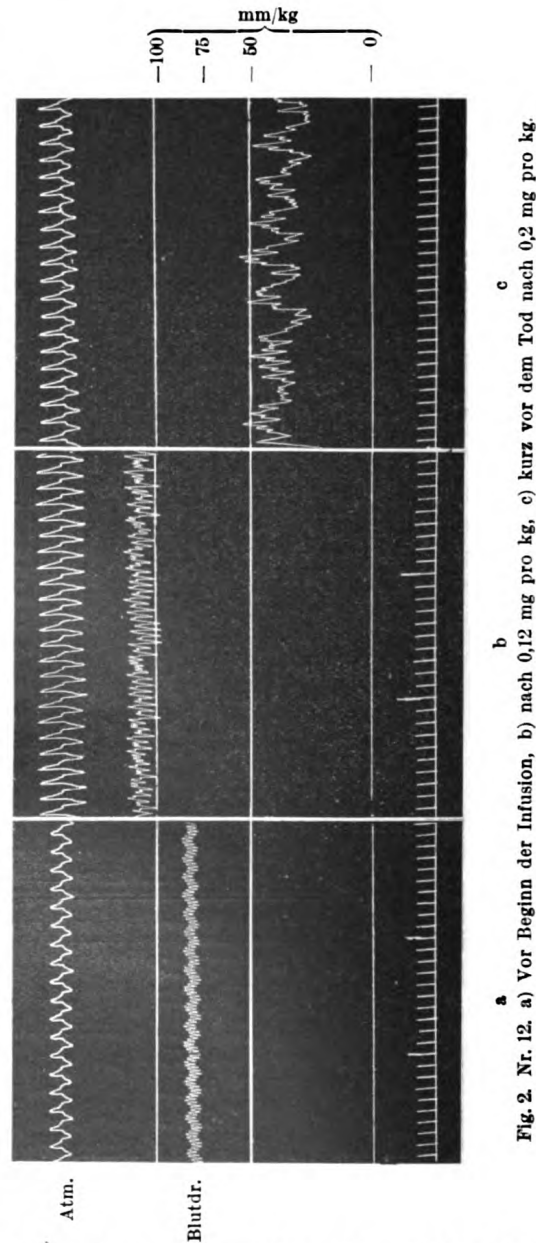 mm/kg
—100
— 75
— 50
— 0
Atm.
Blutdr.
a b c
Fig. 2. Nr. 12. a) Vor Beginn der Infusion, b) nach 0,12 mg pro kg, c) kurz vor dem Tod nach 0,2 mg pro kg.